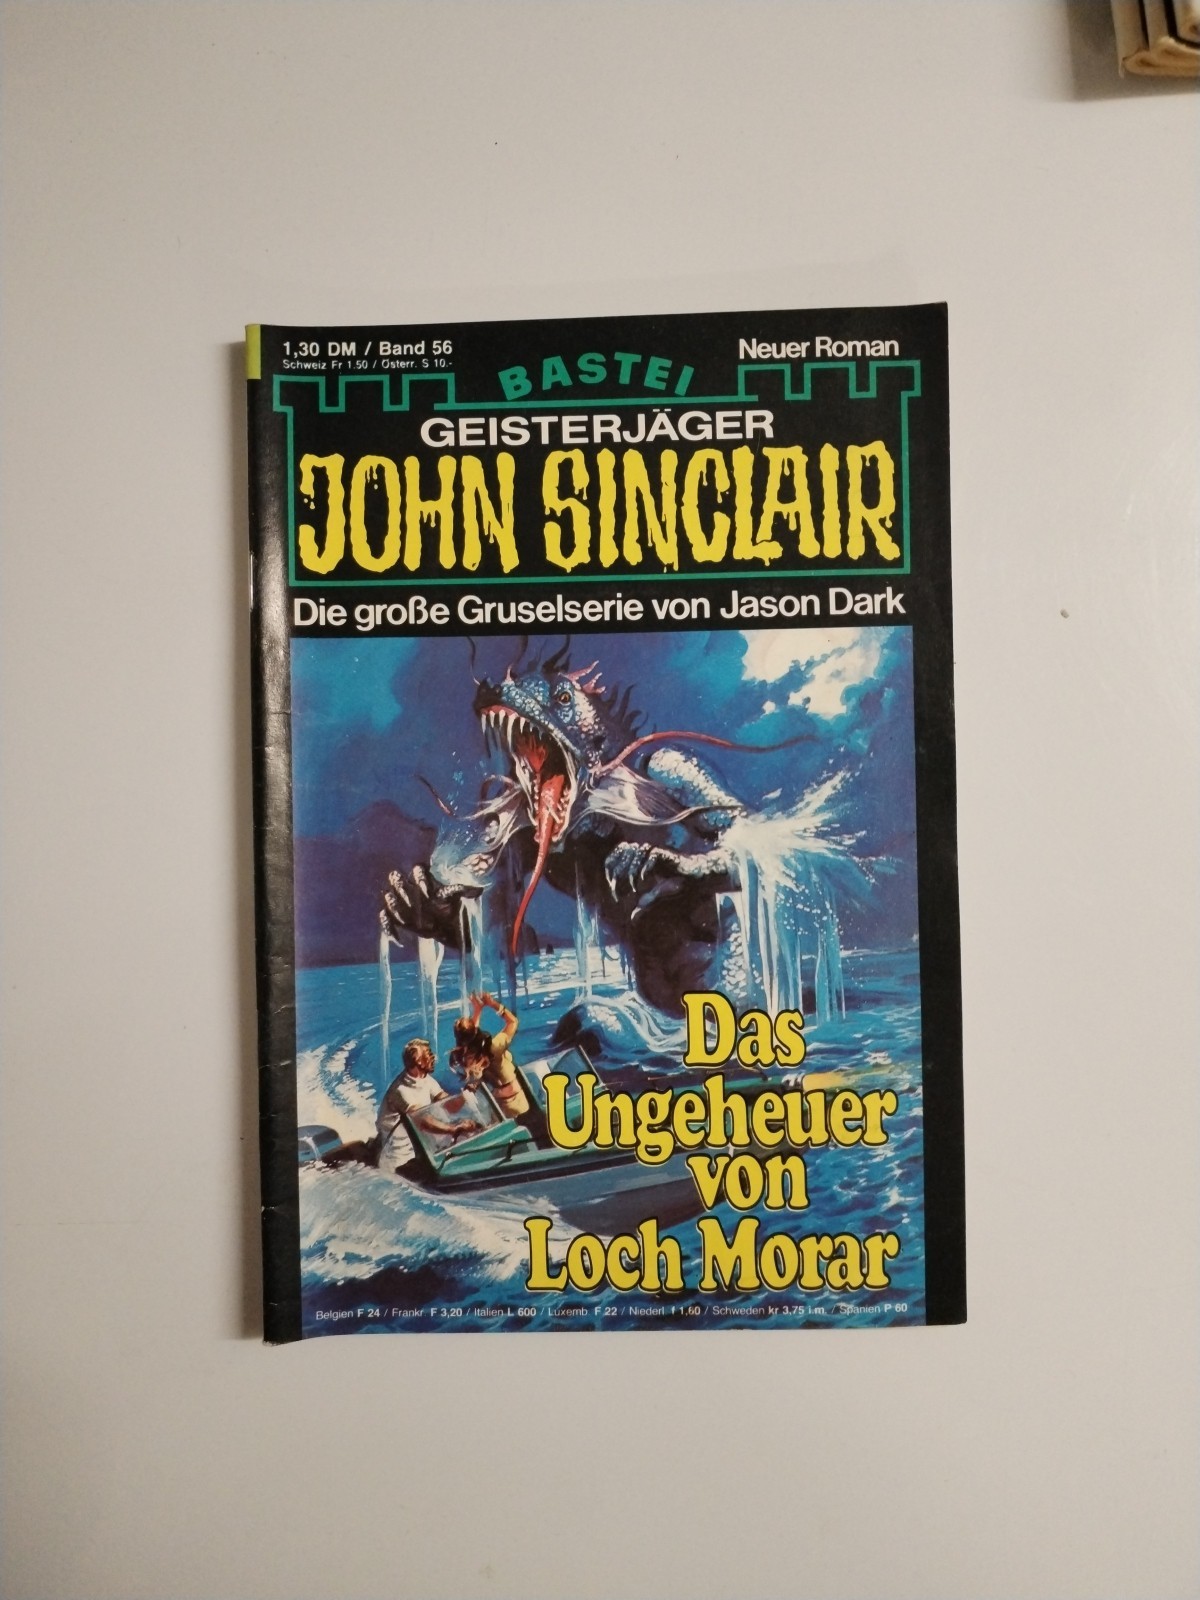 1,30 DM / Band 56
Schweiz Fr 1.50 / Österr. S 10.-
Neuer Roman
BASTEI
GEISTERJÄGER
JOHN SINCLAIR
Die große Gruselserie von Jason Dark
Das
Ungeheuer
von
Loch Morar
Belgien F 24 / Frankr F 3,20 / Italien L 600 / Luxemb. F 22 / Niederl. f 1,60 / Schweden kr 3,75 i.m. / Spanien P 60